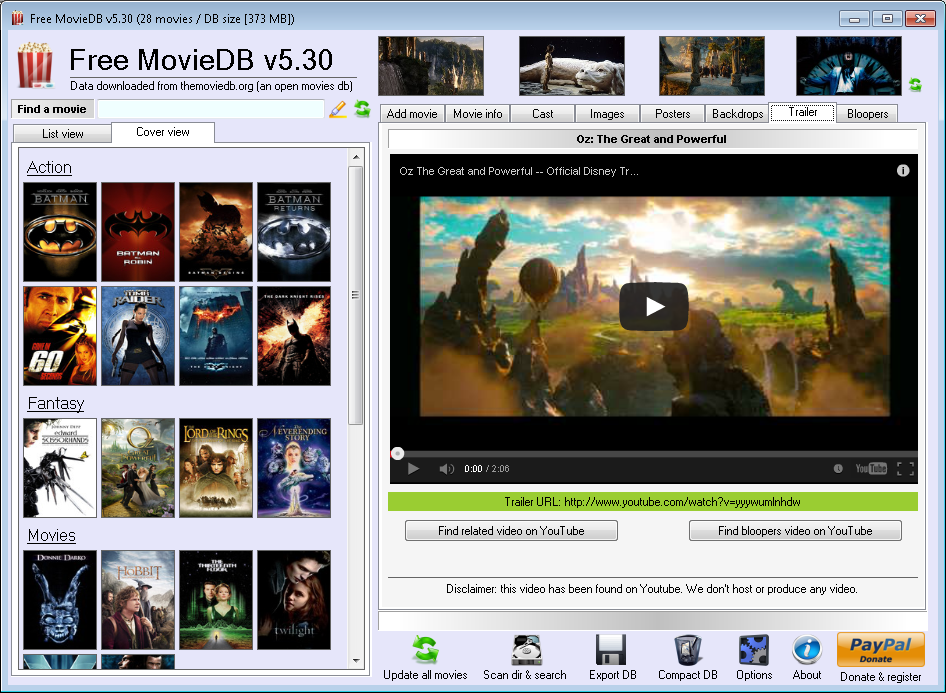 Free MovieDB v5.30 (28 movies / DB size [373 MB])
Free MovieDB v5.30
Data downloaded from themoviedb.org (an open movies db)
Find a movie
List view
Cover view
Action
BATMAN
BATMAN & ROBIN
BATMAN BEGINS
BATMAN RETURNS
GONE IN 60 SECONDS
TOMB RAIDER
THE DARK KNIGHT RISES
Fantasy
edward SCISSORHANDS
THE LORD OF THE RINGS
The NEVERENDING STORY
Movies
DONNIE DARKO
THE HOBBIT
THE THIRTEENTH FLOOR
twilight
Add movie
Movie info
Cast
Images
Posters
Backdrops
Trailer
Bloopers
Oz: The Great and Powerful
Oz The Great and Powerful -- Official Disney Tr...
0:00 / 2:06
YouTube
Trailer URL: http://www.youtube.com/watch?v=yyywumlnhdw
Find related video on YouTube
Find bloopers video on YouTube
Disclaimer: this video has been found on Youtube. We don't host or produce any video.
Update all movies
Scan dir & search
Export DB
Compact DB
Options
About
PayPal
Donate
Donate & register